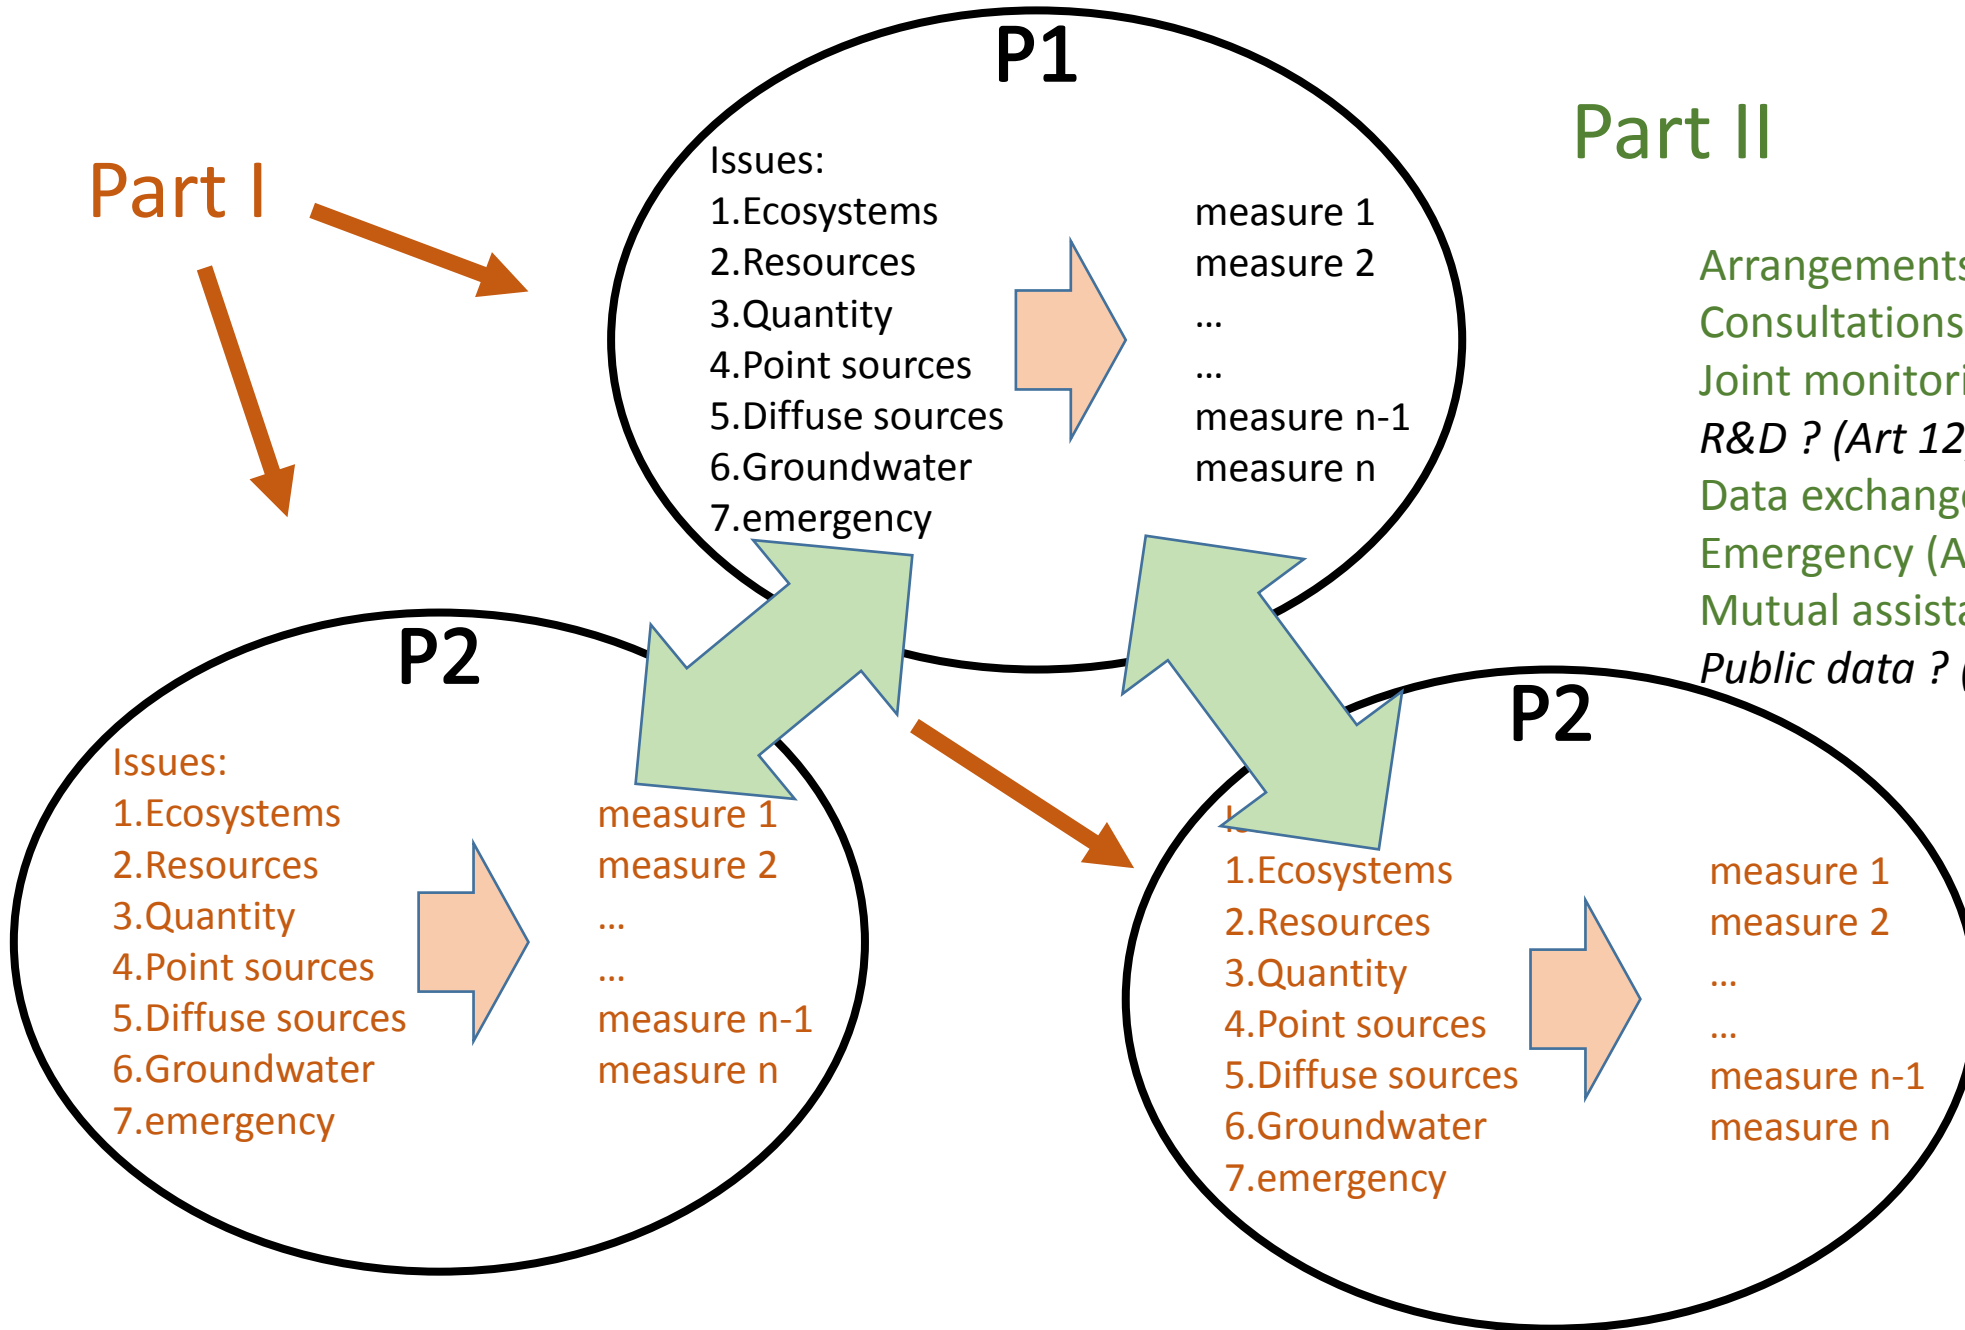 P1
Part I
Part II
Issues:
1.Ecosystems
2.Resources
3.Quantity
4.Point sources
5.Diffuse sources
6.Groundwater
7.emergency
measure 1
measure 2
...
...
measure n-1
measure n
Arrangements
Consultations
Joint
R&D ? (Art 12
Data
Emergency
Mutual
Public data ? (
P2
Issues:
1.Ecosystems
2.Resources
3.Quantity
4.Point sources
5.Diffuse sources
6.Groundwater
7.emergency
measure 1
measure 2
...
...
measure n-1
measure n
P2
1.Ecosystems
2.Resources
3.Quantity
4.Point sources
5.Diffuse sources
6.Groundwater
7.emergency
measure 1
measure 2
...
...
measure n-1
measure n